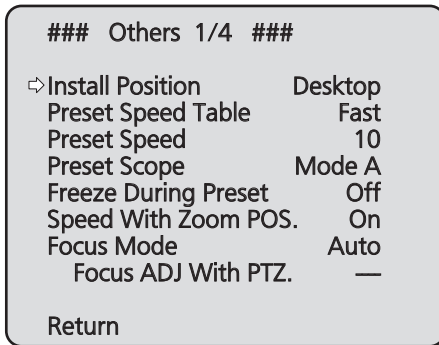 ### Others 1/4 ###
⇨Install Position Desktop
Preset Speed Table Fast
Preset Speed 10
Preset Scope Mode A
Freeze During Preset Off
Speed With Zoom POS. On
Focus Mode Auto
Focus ADJ With PTZ. ––
Return